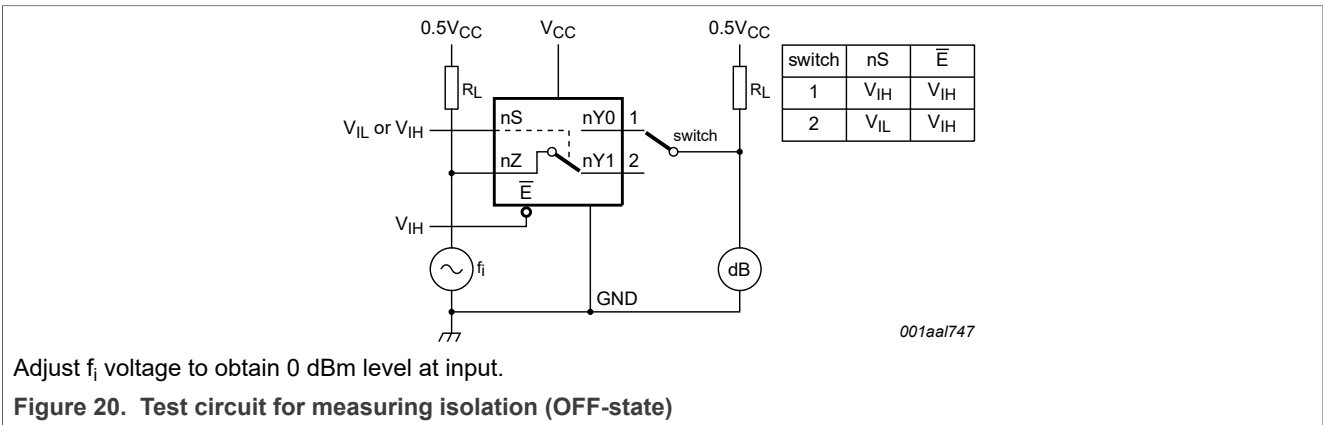 0.5VCC VCC 0.5VCC
switch nS E̅
RL RL 1 VIH VIH
2 VIL VIH
VIL or VIH nS nY0 1
switch
nZ nY1 2
E̅
VIH
fi dB
GND
001aal747
Adjust fi voltage to obtain 0 dBm level at input.
Figure 20. Test circuit for measuring isolation (OFF-state)